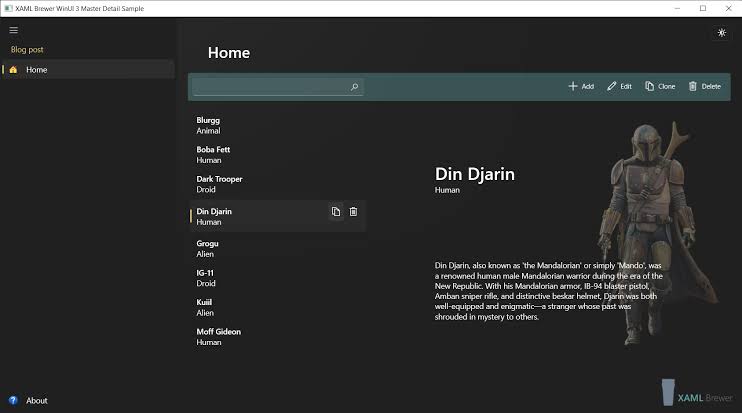 XAML Brewer WinUI 3 Master Detail Sample
Blog post
Home
Home
Add
Edit
Clone
Delete
Blurgg
Animal
Boba Fett
Human
Dark Trooper
Droid
Din Djarin
Human
Grogu
Alien
IG-11
Droid
Kuiil
Alien
Moff Gideon
Human
Din Djarin
Human
Din Djarin, also known as 'the Mandalorian' or simply 'Mando', was
a renowned human male Mandalorian warrior during the era of the
New Republic. With his Mandalorian armor, IB-94 blaster pistol,
Amban sniper rifle, and distinctive beskar helmet, Djarin was both
well-equipped and enigmatic—a stranger whose past was
shrouded in mystery to others.
? About
XAML Brewer